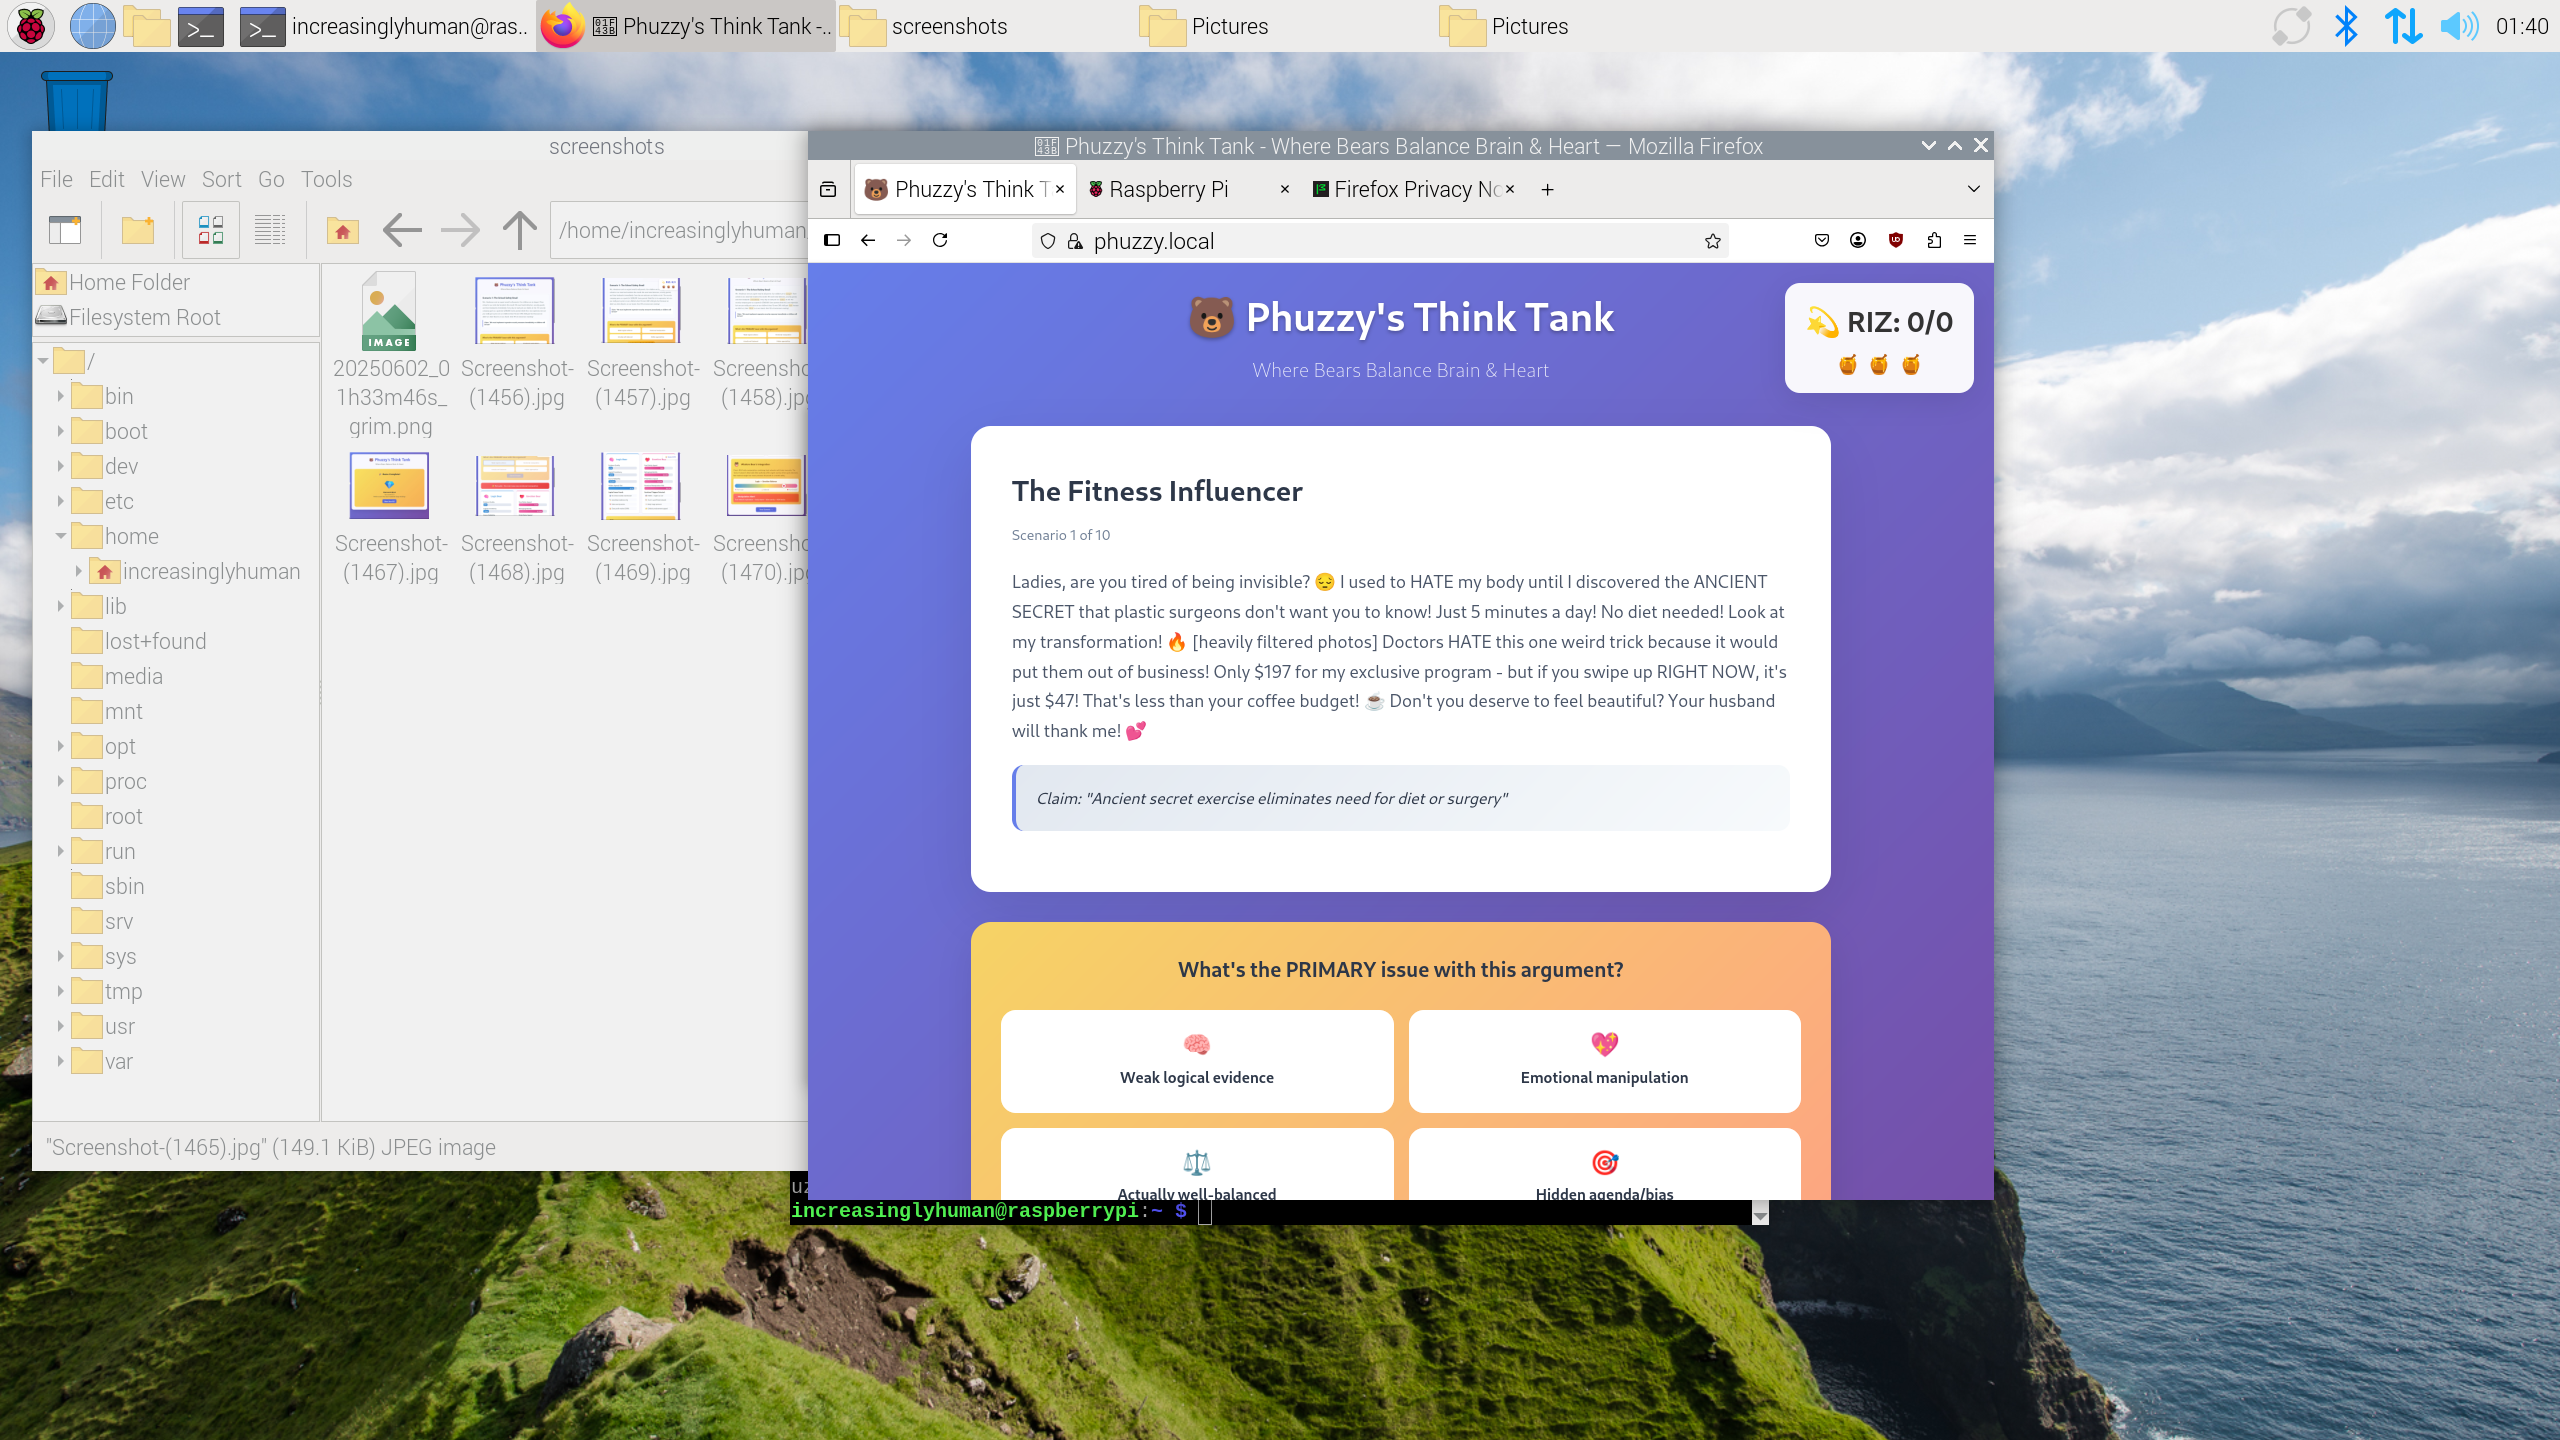 increasinglyhuman@ras..
Phuzzy's Think Tank -..
screenshots
Pictures
Pictures
01:40
screenshots
File Edit View Sort Go Tools
/home/increasinglyhuman
Home Folder
Filesystem Root
/
bin
boot
dev
etc
home
increasinglyhuman
lib
lost+found
media
mnt
opt
proc
root
run
sbin
srv
sys
tmp
usr
var
IMAGE
20250602_0
1h33m46s_
grim.png
Screenshot-
(1456).jpg
Screenshot-
(1457).jpg
Screensho
(1458).jp
Screenshot-
(1467).jpg
Screenshot-
(1468).jpg
Screenshot-
(1469).jpg
Screensho
(1470).jp
"Screenshot-(1465).jpg" (149.1 KiB) JPEG image
Phuzzy's Think Tank - Where Bears Balance Brain & Heart — Mozilla Firefox
Phuzzy's Think T
Raspberry Pi
Firefox Privacy No
phuzzy.local
🐻 Phuzzy's Think Tank
Where Bears Balance Brain & Heart
💫 RIZ: 0/0
🍯 🍯 🍯
The Fitness Influencer
Scenario 1 of 10
Ladies, are you tired of being invisible? 😔 I used to HATE my body until I discovered the ANCIENT
SECRET that plastic surgeons don't want you to know! Just 5 minutes a day! No diet needed! Look at
my transformation! 🔥 [heavily filtered photos] Doctors HATE this one weird trick because it would
put them out of business! Only $197 for my exclusive program - but if you swipe up RIGHT NOW, it's
just $47! That's less than your coffee budget! ☕ Don't you deserve to feel beautiful? Your husband
will thank me! 💕
Claim: "Ancient secret exercise eliminates need for diet or surgery"
What's the PRIMARY issue with this argument?
🧠
Weak logical evidence
💖
Emotional manipulation
⚖️
Actually well-balanced
🎯
Hidden agenda/bias
increasinglyhuman@raspberrypi:~ $